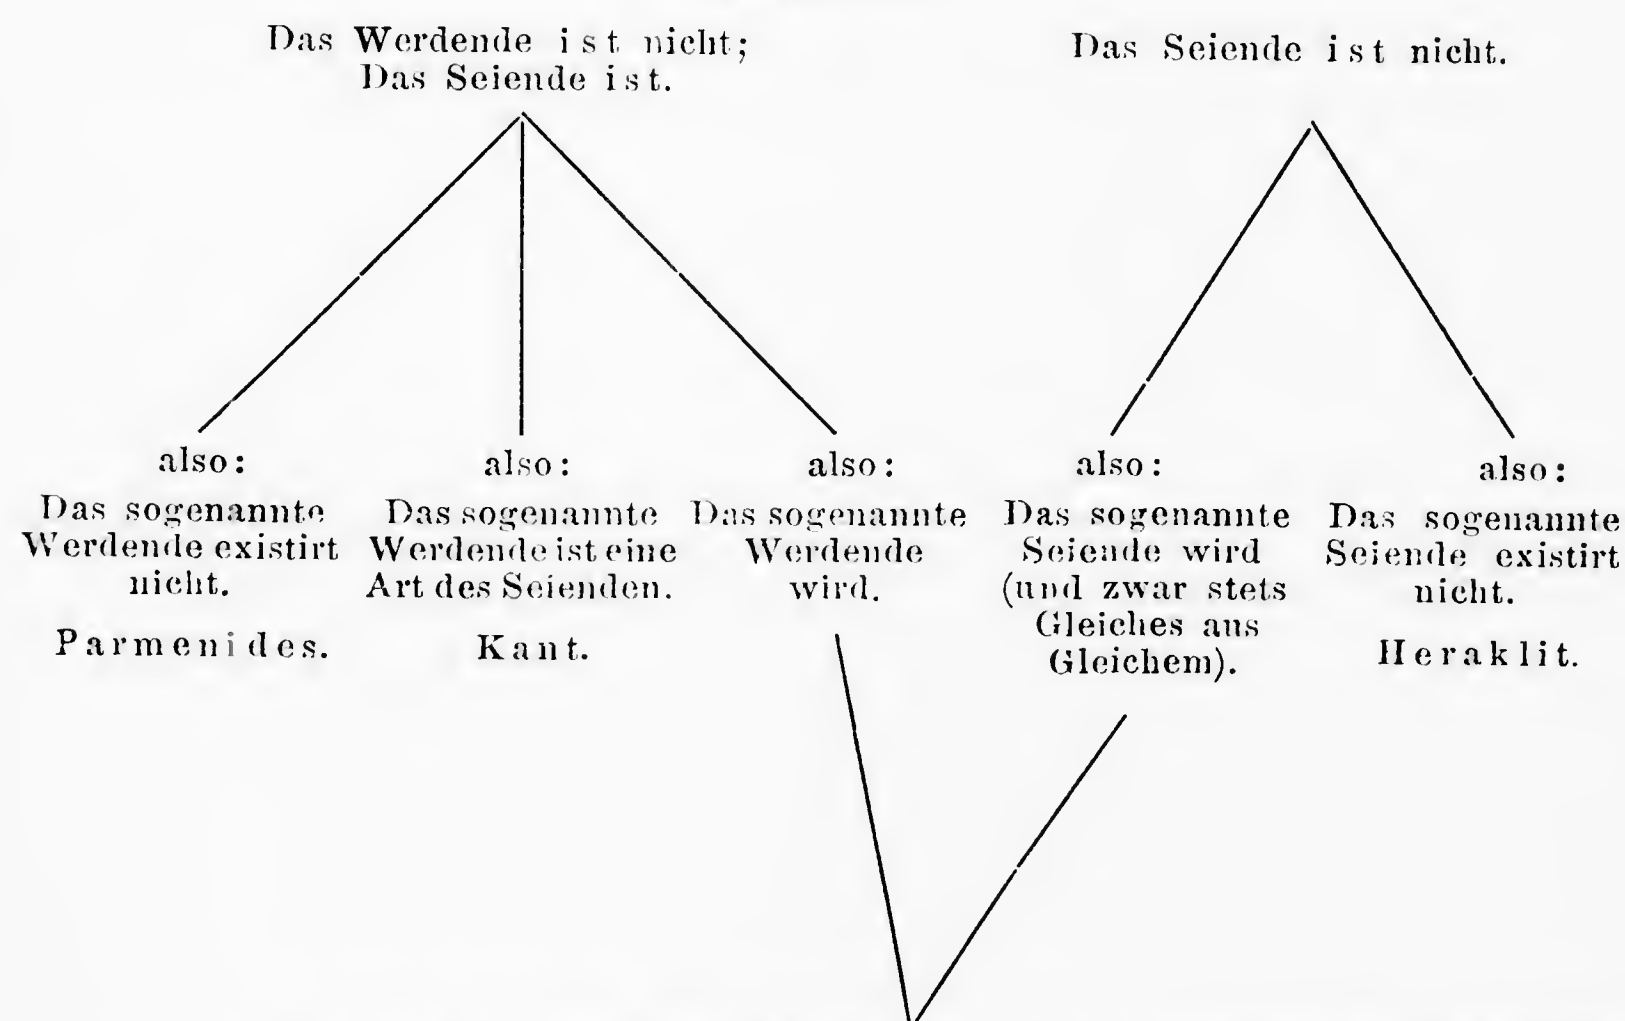 Das Werdende ist nicht;
Das Seiende ist.
Das Seiende ist nicht.
also:
Das sogenannte
Werdende existirt
nicht.
Parmenides.
also:
Das sogenannte
Werdende ist eine
Art des Seienden.
Kant.
also:
Das sogenannte
Werdende
wird.
also:
Das sogenannte
Seiende wird
(und zwar stets
Gleiches aus
Gleichem).
also:
Das sogenannte
Seiende existirt
nicht.
Heraklit.